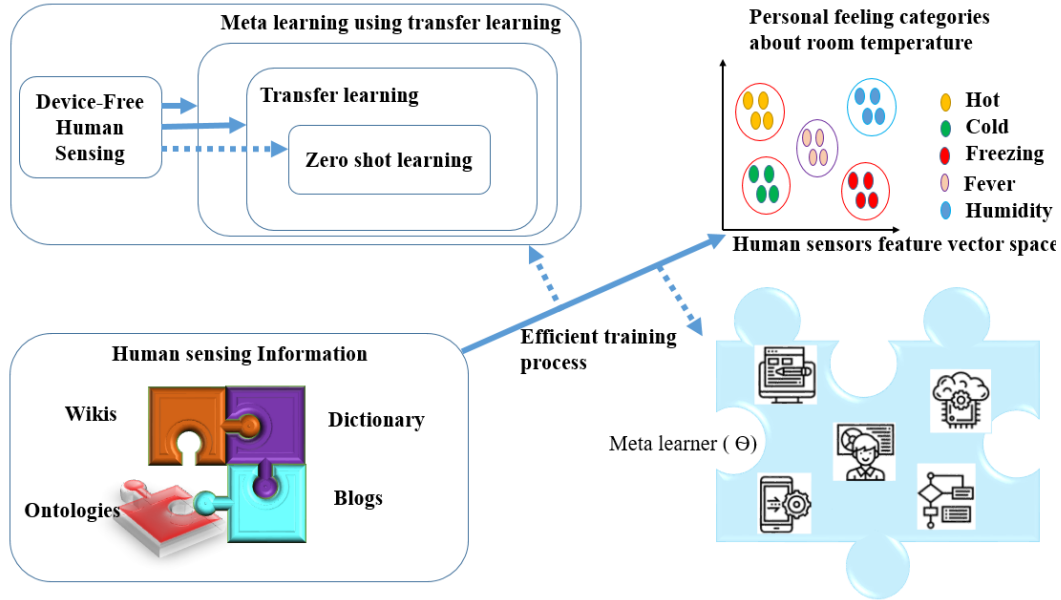 Meta learning using transfer learning
Device-Free
Human
Sensing
Transfer learning
Zero shot learning
Personal feeling categories
about room temperature
Hot
Cold
Freezing
Fever
Humidity
Human sensors feature vector space
Efficient training
process
Human sensing Information
Wikis
Dictionary
Ontologies
Blogs
Meta learner ( Ɵ)